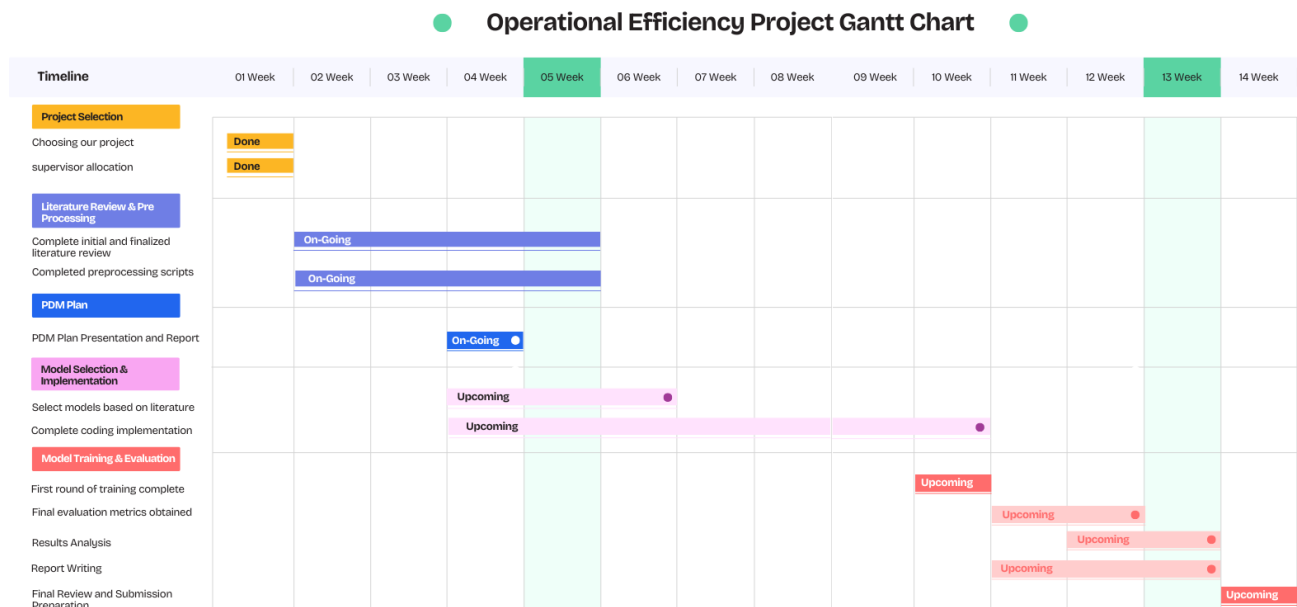 Operational Efficiency Project Gantt Chart
Timeline 01 Week 02 Week 03 Week 04 Week 05 Week 06 Week 07 Week 08 Week 09 Week 10 Week 11 Week 12 Week 13 Week 14 Week
Project Selection
Choosing our project Done
supervisor allocation Done
Literature Review & Pre
Processing
Complete initial and finalized
literature review
On-Going
Completed preprocessing scripts On-Going
PDM Plan
PDM Plan Presentation and Report On-Going
Model Selection &
Implementation
Select models based on literature Upcoming
Complete coding implementation Upcoming
Model Training & Evaluation
First round of training complete Upcoming
Final evaluation metrics obtained Upcoming
Results Analysis Upcoming
Report Writing Upcoming
Final Review and Submission
Preparation
Upcoming